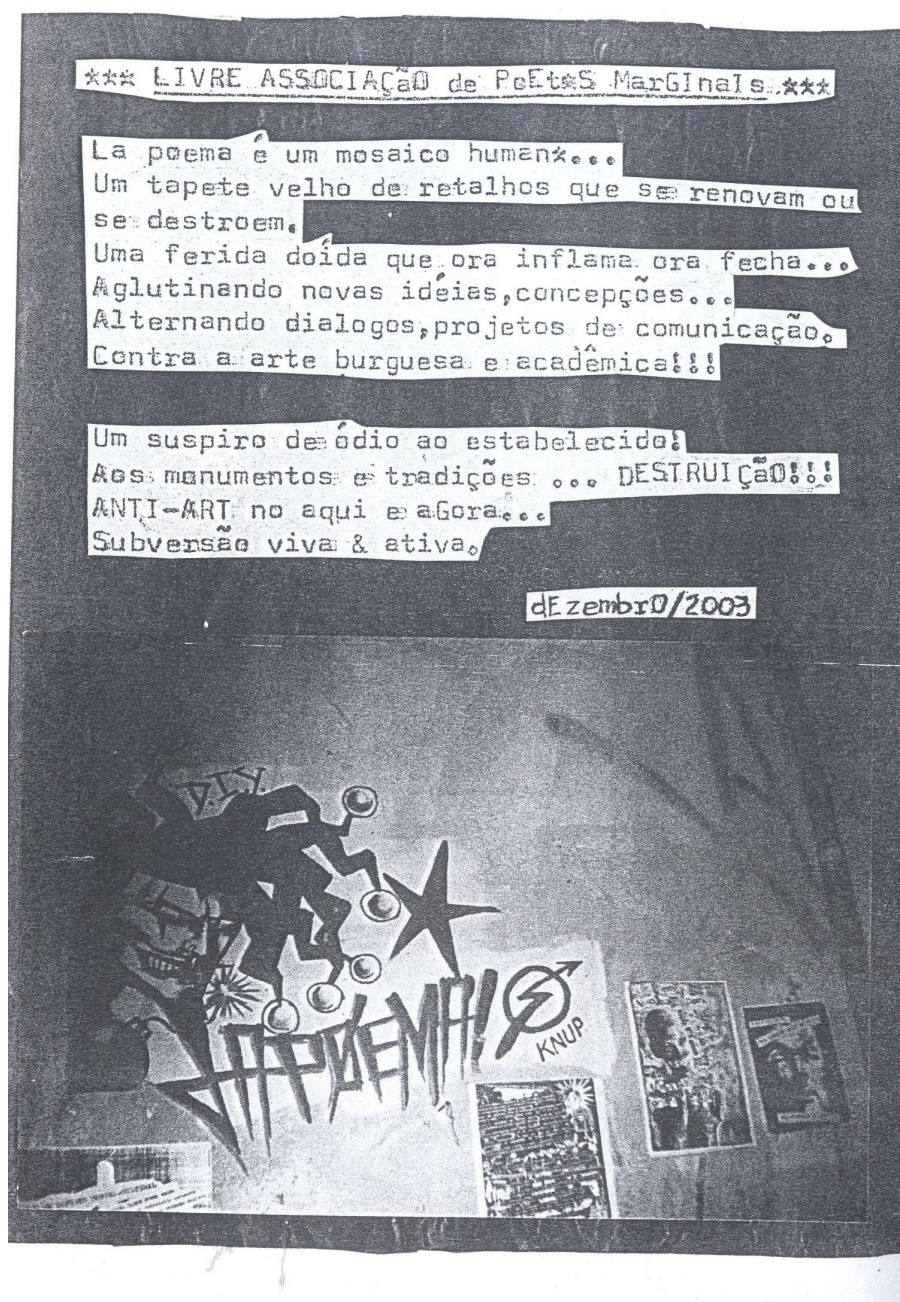 *** LIVRE ASSOCIAÇãO de PoEt*S MarGInaIs ***
La poema é um mosaico human*...
Um tapete velho de retalhos que se renovam ou
se destroem.
Uma ferida doída que ora inflama ora fecha...
Aglutinando novas idéias,concepções...
Alternando dialogos,projetos de comunicação.
Contra a arte burguesa e acadêmica!!!
Um suspiro de ódio ao estabelecido!
Aos monumentos e tradições ... DESTRUIÇãO!!!
ANTI-ART no aqui e aGora...
Subversão viva & ativa.
dEzembrO/2003
D.I.Y.
LAPOEMA!
KNUP